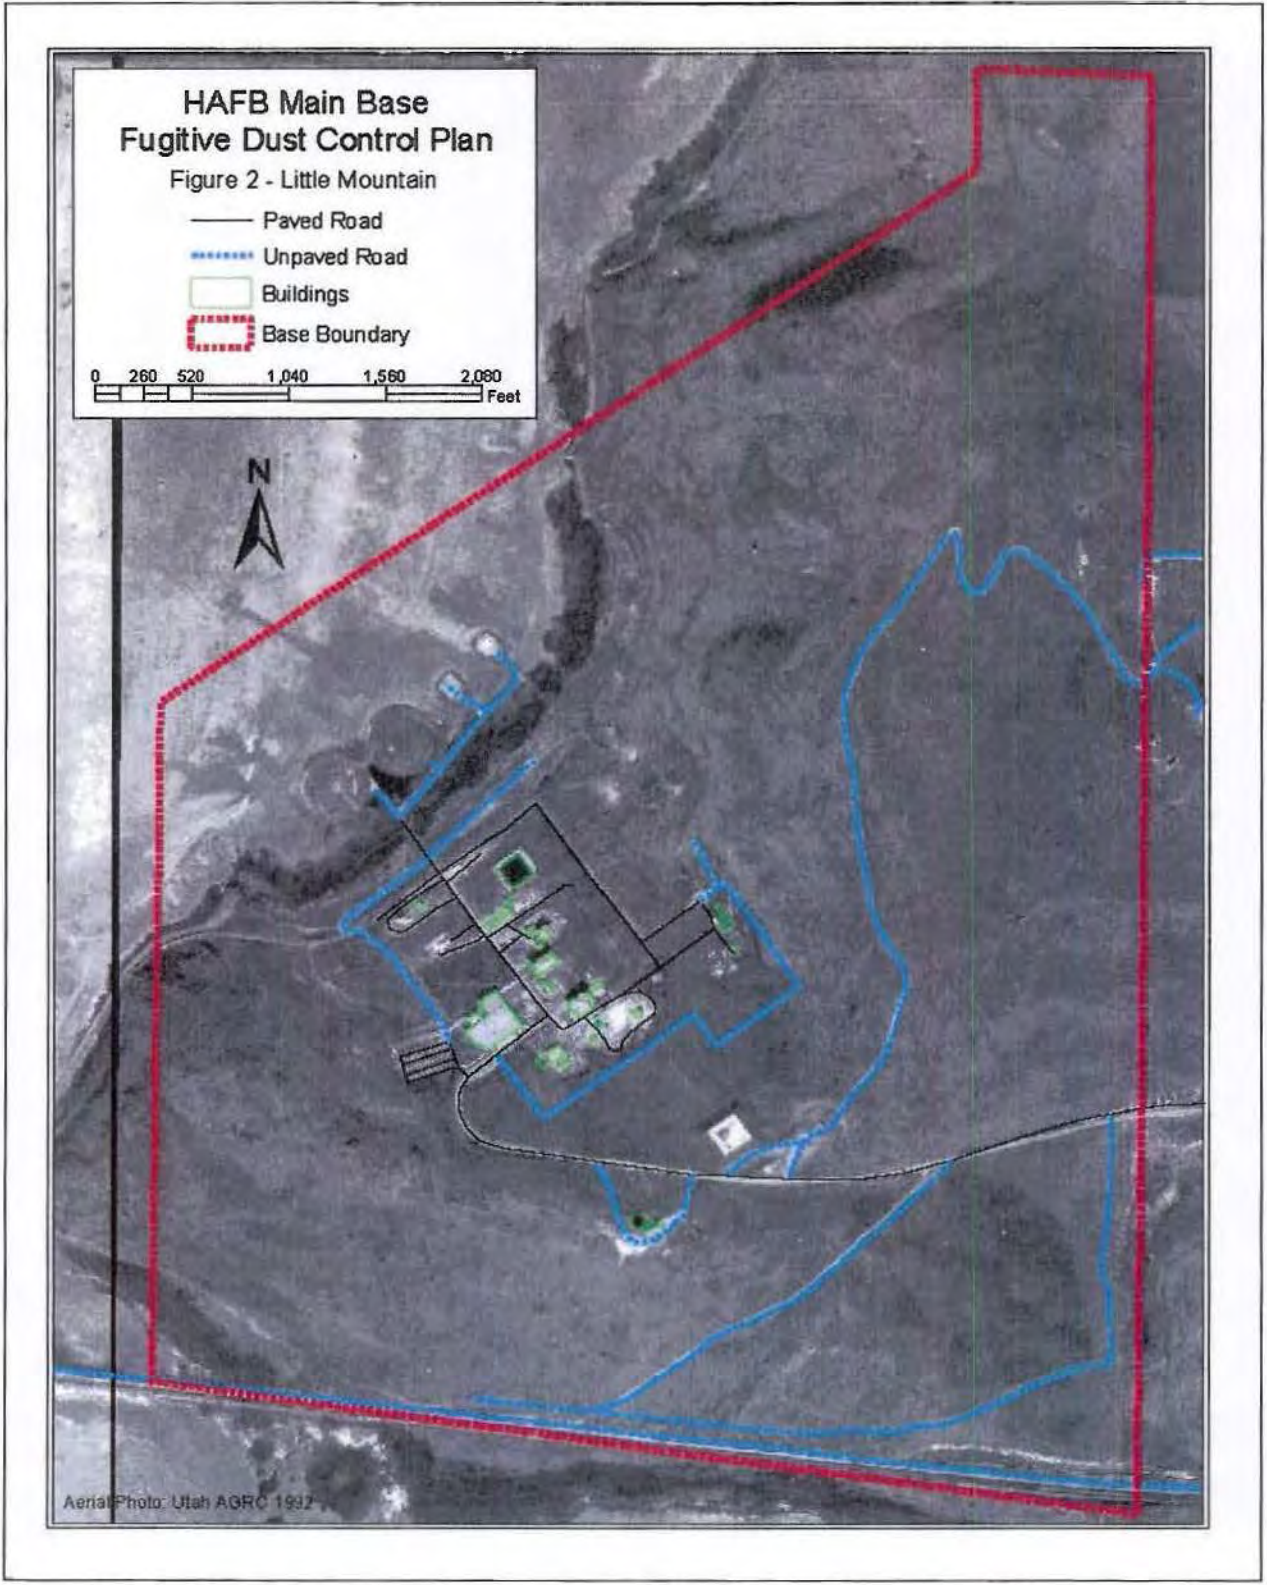 HAFB Main Base
Fugitive Dust Control Plan
Figure 2 - Little Mountain
Paved Road
Unpaved Road
Buildings
Base Boundary
0 260 520 1,040 1,560 2,080
Feet
N
Aerial Photo: Utah AGRC 1992